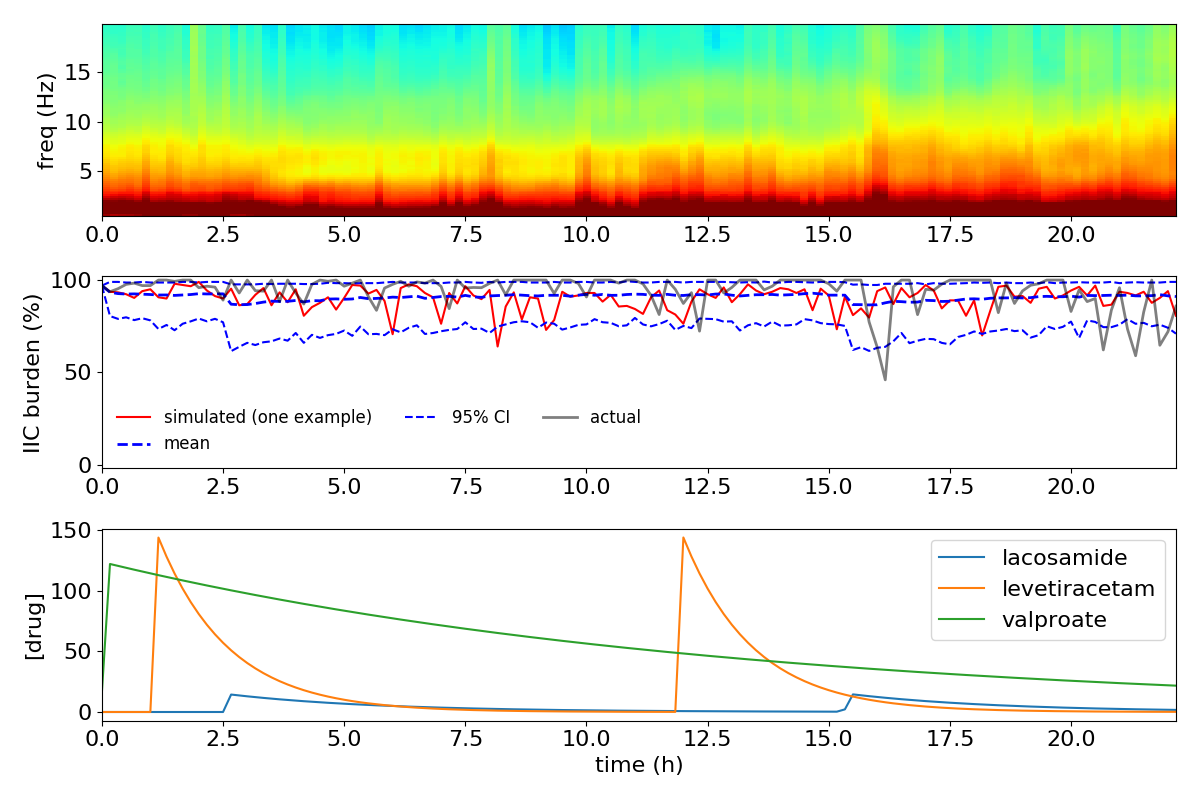 freq (Hz)
15
10
5
0.0 2.5 5.0 7.5 10.0 12.5 15.0 17.5 20.0
IIC burden (%)
100
50
0
simulated (one example) 95% CI actual
mean
0.0 2.5 5.0 7.5 10.0 12.5 15.0 17.5 20.0
[drug]
150
100
50
0
lacosamide
levetiracetam
valproate
0.0 2.5 5.0 7.5 10.0 12.5 15.0 17.5 20.0
time (h)